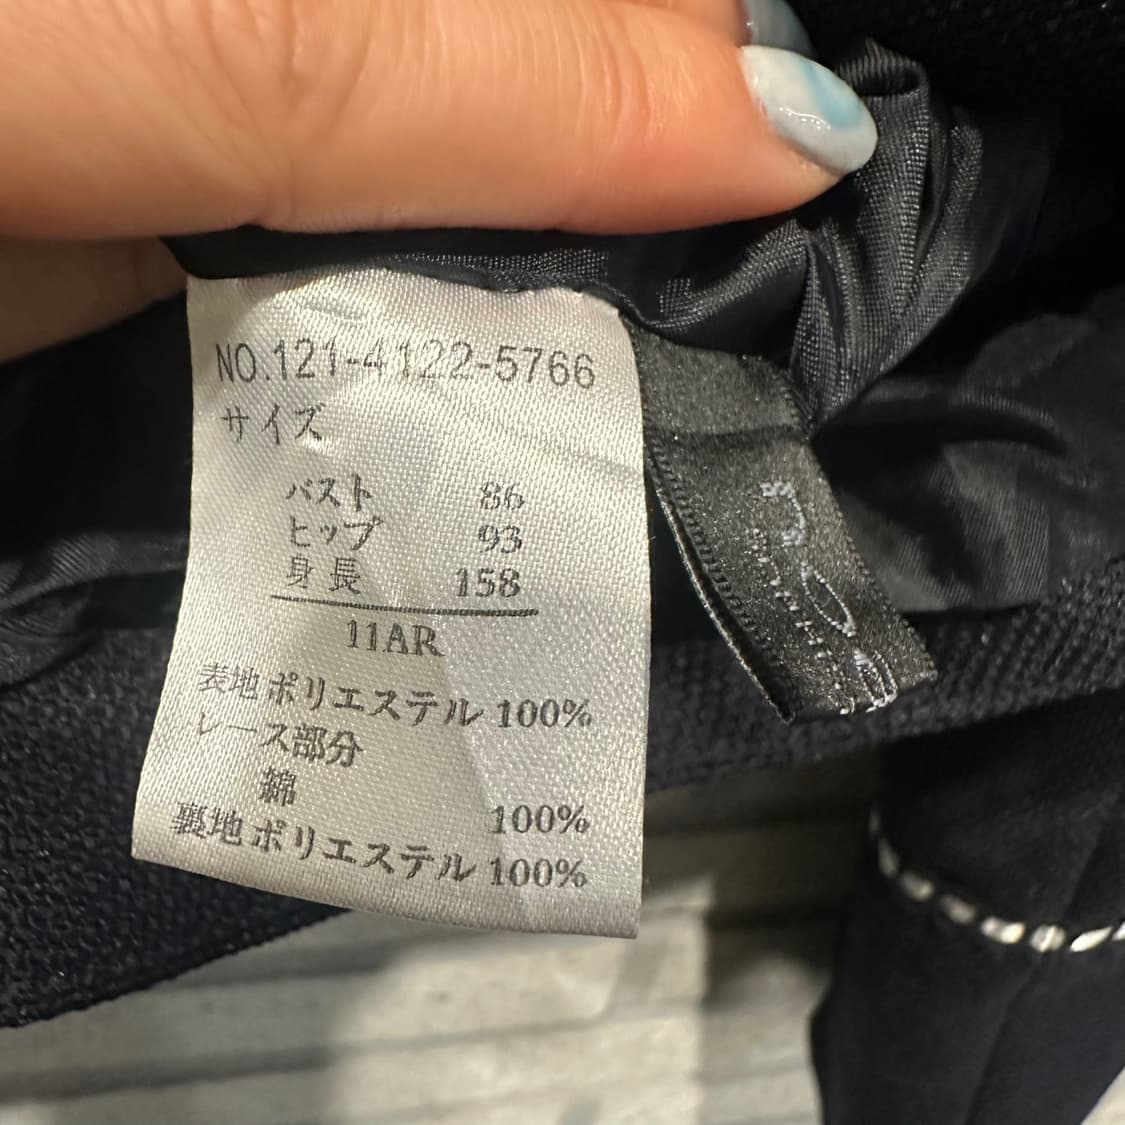 NO.121-4122-5766
サイズ
バスト 86
ヒップ 93
身長 158
11AR
表地 ポリエステル 100%
レース部分
綿 100%
裏地 ポリエステル 100%